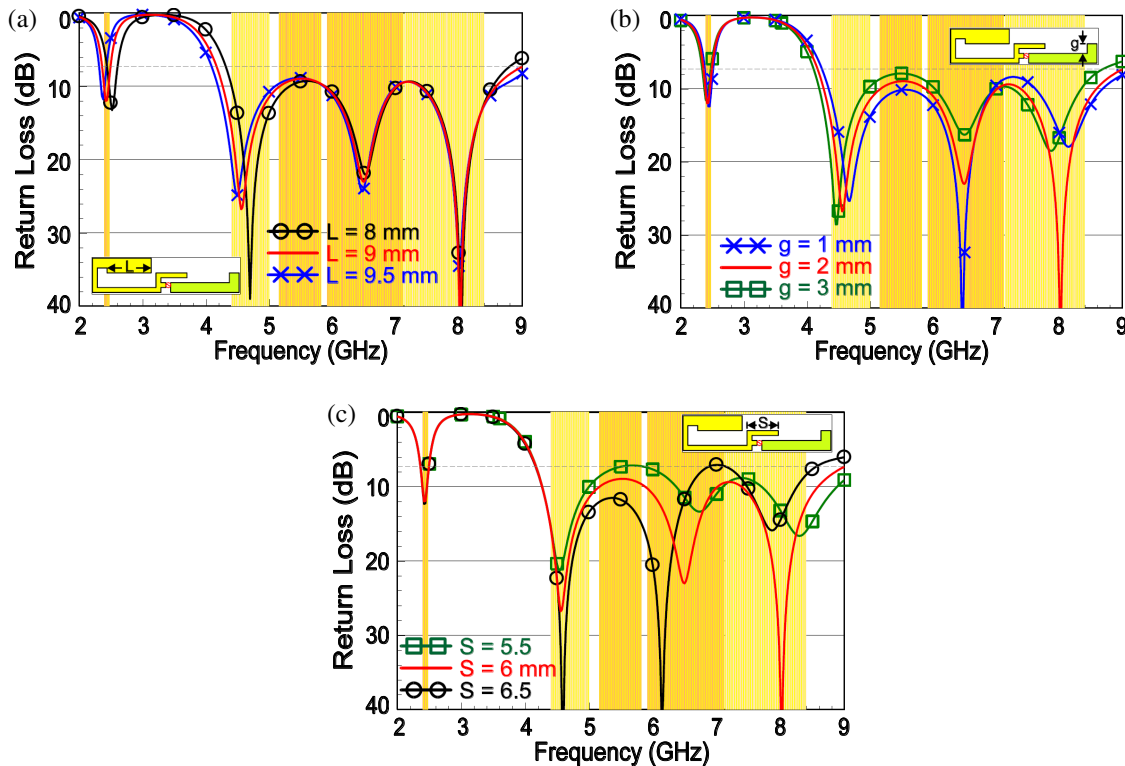 (a)
Return Loss (dB)
0
10
20
30
40
L = 8 mm
L = 9 mm
L = 9.5 mm
L
2 3 4 5 6 7 8 9
Frequency (GHz)
(b)
Return Loss (dB)
0
10
20
30
40
g
g = 1 mm
g = 2 mm
g = 3 mm
2 3 4 5 6 7 8 9
Frequency (GHz)
(c)
Return Loss (dB)
0
10
20
30
40
S
S = 5.5
S = 6 mm
S = 6.5
2 3 4 5 6 7 8 9
Frequency (GHz)